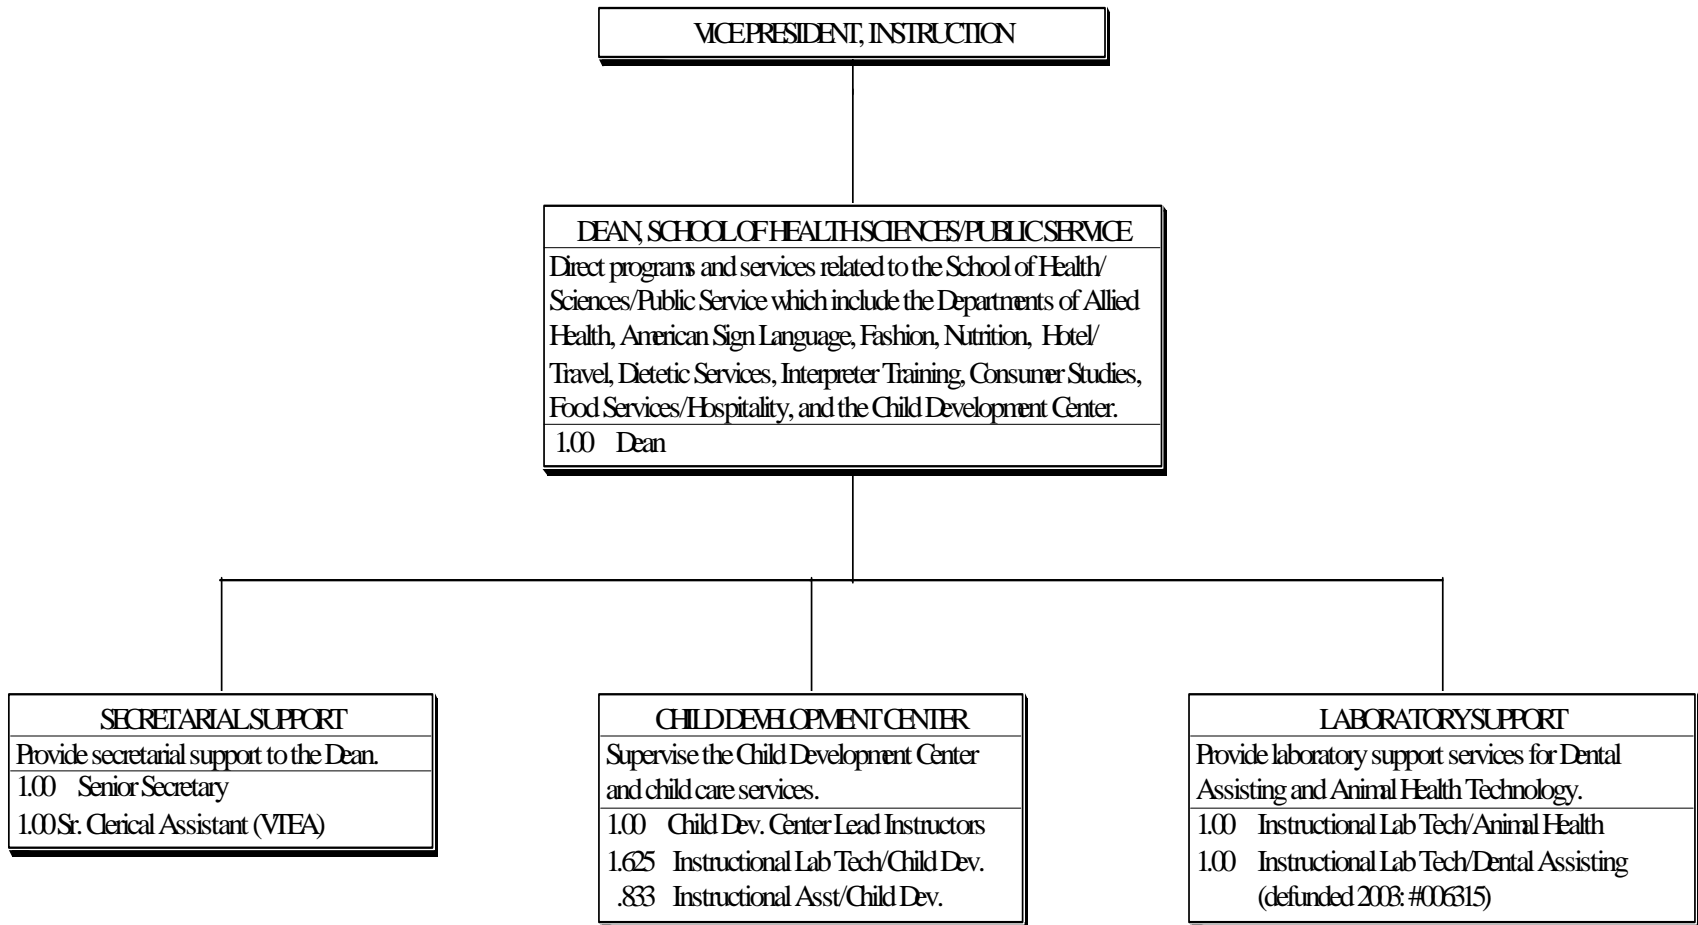 VICE PRESIDENT, INSTRUCTION
DEAN, SCHOOL OF HEALTH SCIENCES/PUBLIC SERVICE
Direct programs and services related to the School of Health/
Sciences/Public Service which include the Departments of Allied
Health, American Sign Language, Fashion, Nutrition, Hotel/
Travel, Dietetic Services, Interpreter Training, Consumer Studies,
Food Services/Hospitality, and the Child Development Center.
1.00 Dean
SECRETARIAL SUPPORT
Provide secretarial support to the Dean.
1.00 Senior Secretary
1.00 Sr. Clerical Assistant (VTEA)
CHILD DEVELOPMENT CENTER
Supervise the Child Development Center
and child care services.
1.00 Child Dev. Center Lead Instructors
1.625 Instructional Lab Tech/Child Dev.
.833 Instructional Asst/Child Dev.
LABORATORY SUPPORT
Provide laboratory support services for Dental
Assisting and Animal Health Technology.
1.00 Instructional Lab Tech/Animal Health
1.00 Instructional Lab Tech/Dental Assisting
(defunded 2003: #006315)